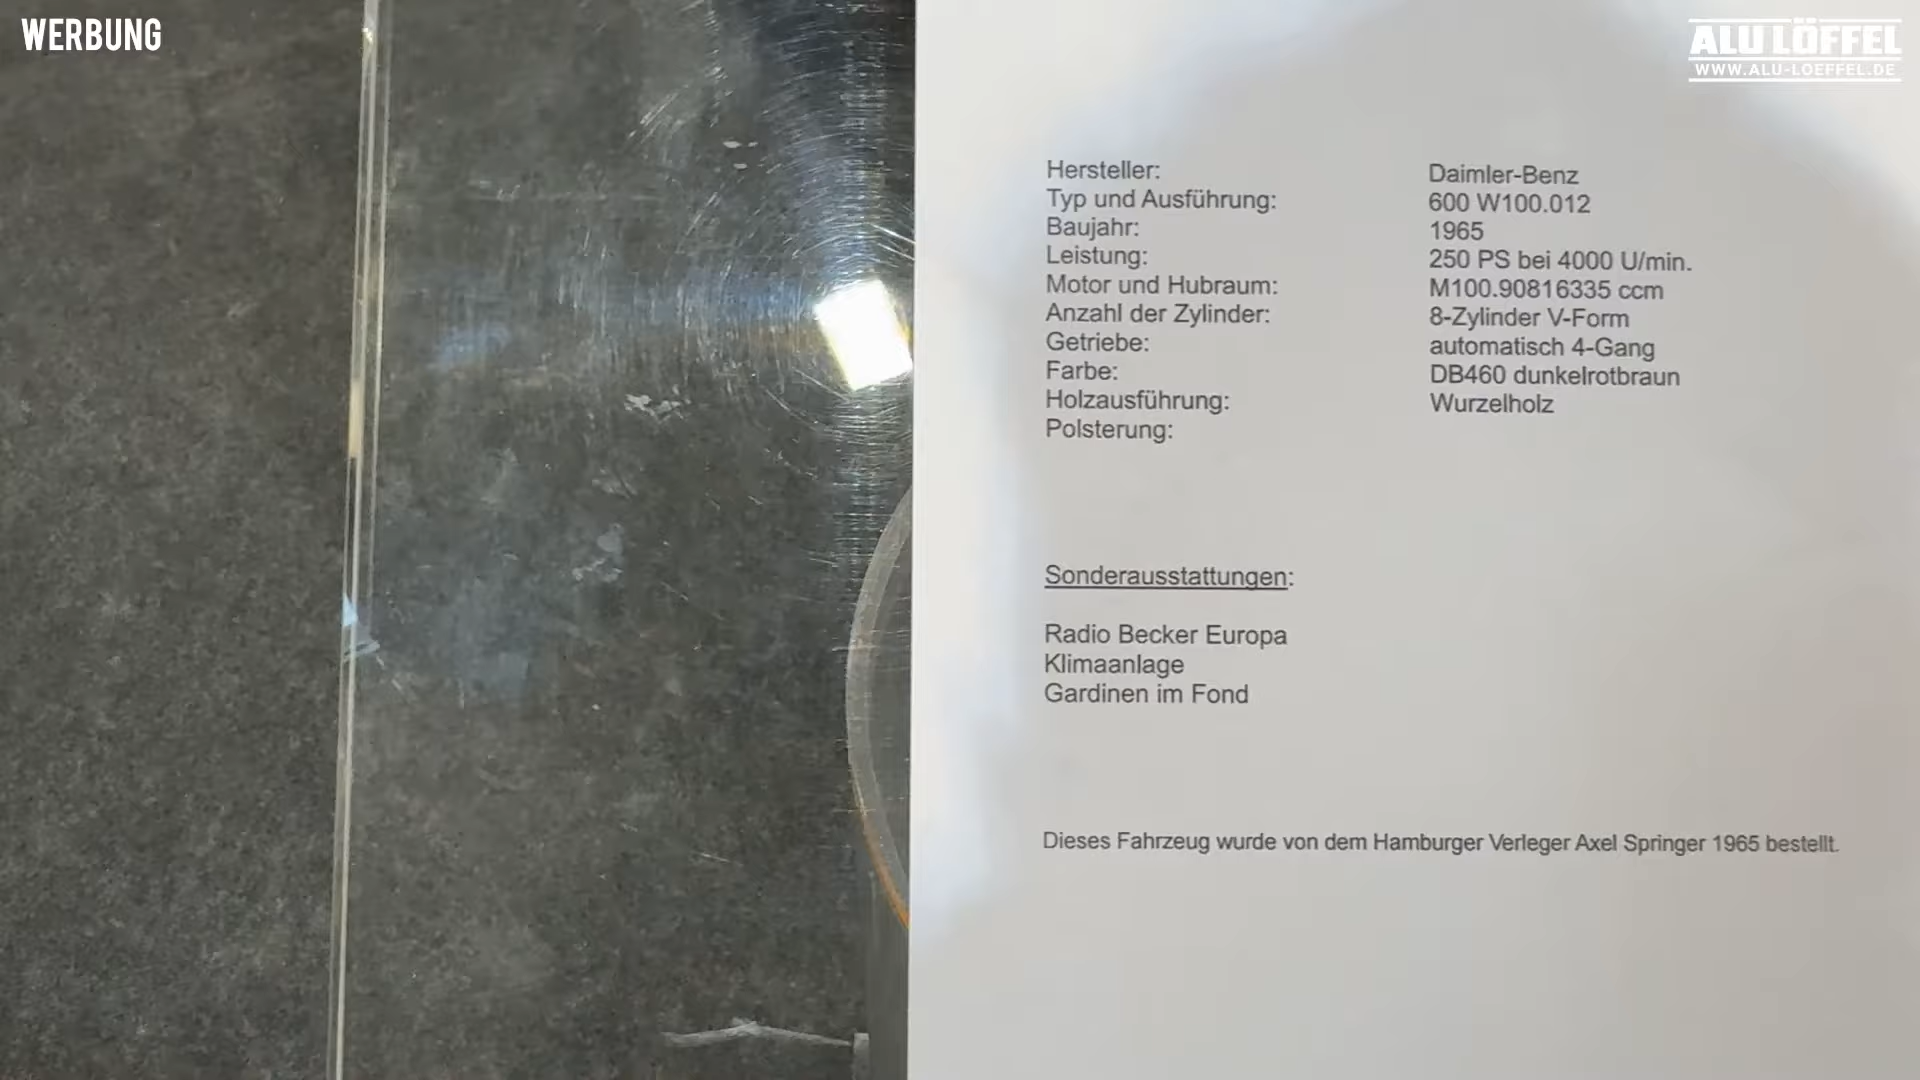 WERBUNG
ALU LÖFFEL
WWW.ALU-LOEFFEL.DE
Hersteller: Daimler-Benz
Typ und Ausführung: 600 W100.012
Baujahr: 1965
Leistung: 250 PS bei 4000 U/min.
Motor und Hubraum: M100.90816335 ccm
Anzahl der Zylinder: 8-Zylinder V-Form
Getriebe: automatisch 4-Gang
Farbe: DB460 dunkelrotbraun
Holzausführung: Wurzelholz
Polsterung:
Sonderausstattungen:
Radio Becker Europa
Klimaanlage
Gardinen im Fond
Dieses Fahrzeug wurde von dem Hamburger Verleger Axel Springer 1965 bestellt.